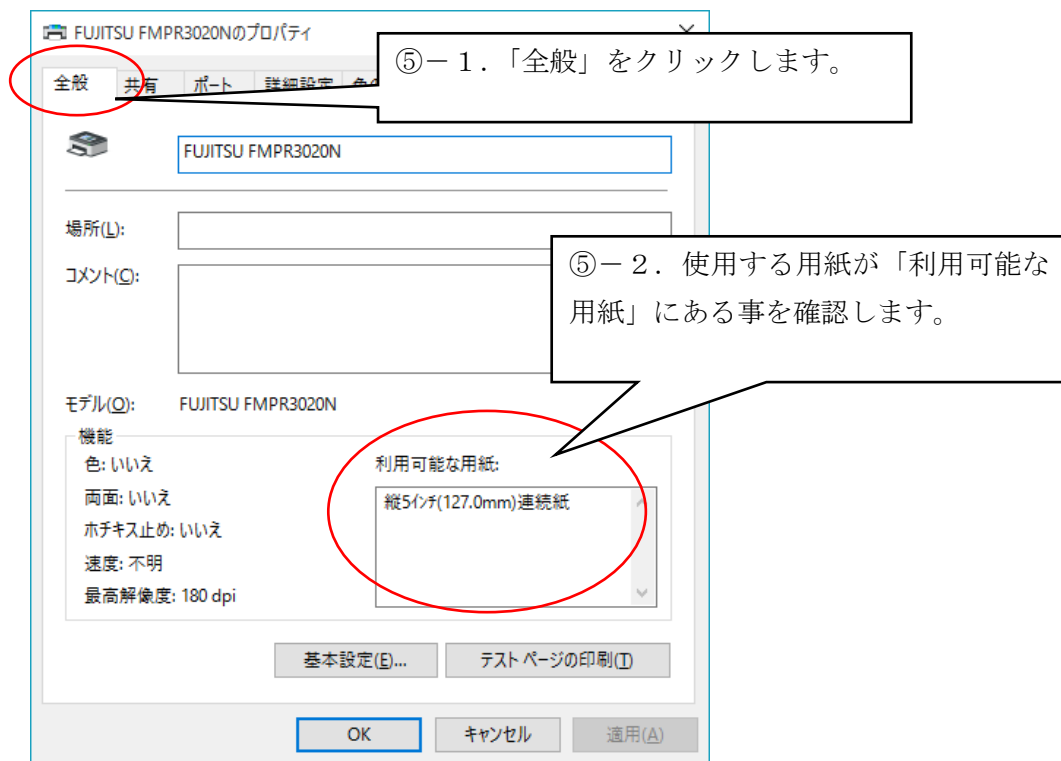 FUJITSU FMPR3020Nのプロパティ
⑤－１．「全般」をクリックします。
全般 共有 ポート 詳細設定
FUJITSU FMPR3020N
場所(L):
⑤－２．使用する用紙が「利用可能な
用紙」にある事を確認します。
コメント(C):
モデル(O): FUJITSU FMPR3020N
機能
色: いいえ
両面: いいえ
ホチキス止め: いいえ
速度: 不明
最高解像度: 180 dpi
利用可能な用紙:
縦5インチ(127.0mm)連続紙
基本設定(E)... テスト ページの印刷(T)
OK キャンセル 適用(A)